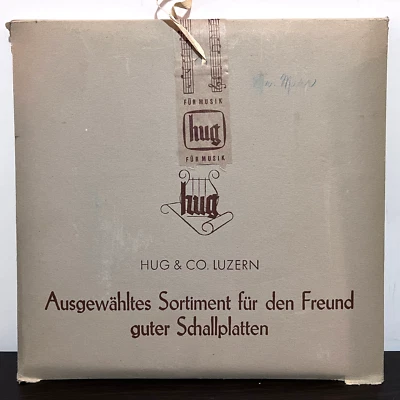 FÜR MUSIK
hug
FÜR MUSIK
hug
HUG & CO. LUZERN
Ausgewähltes Sortiment für den Freund
guter Schallplatten